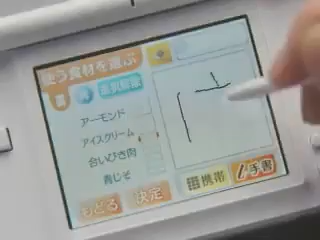 使う食材を選ぶ
アーモンド
アイスクリーム
合いびき肉
青じそ
もどる
決定
携帯
手書